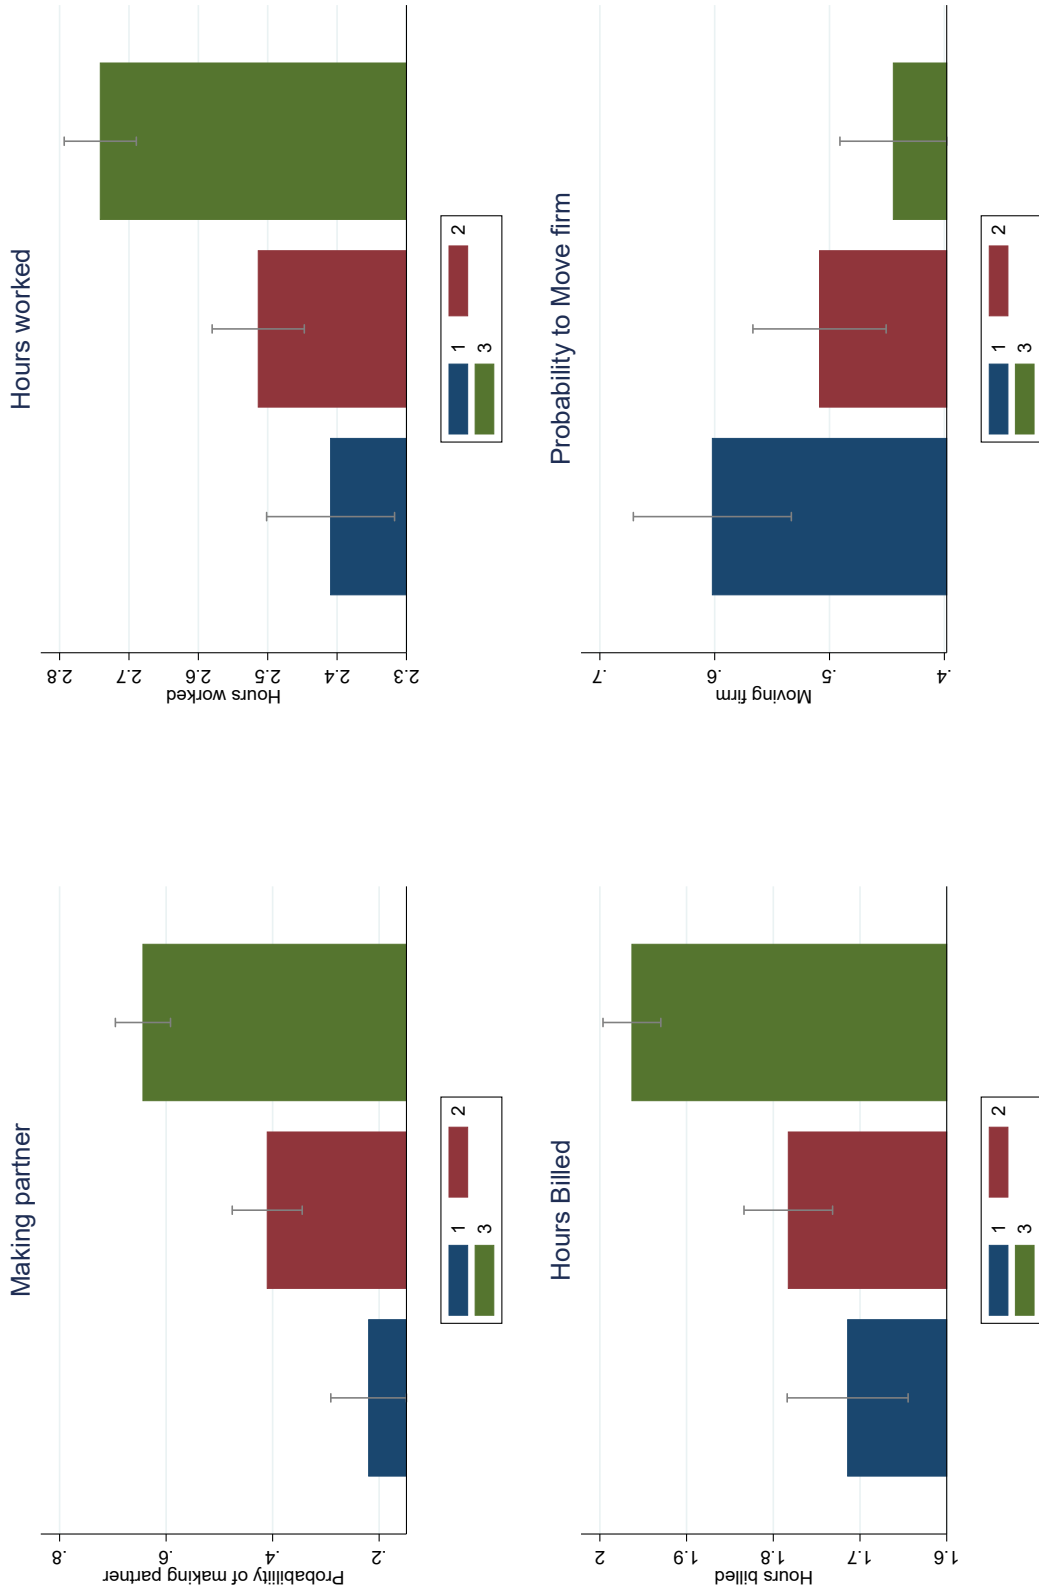 Making partner
Probabliity of making partner
.2 .4 .6 .8
1 2
3
Hours worked
Hours worked
2.3 2.4 2.5 2.6 2.7 2.8
1 2
3
Hours Billed
Hours billed
1.6 1.7 1.8 1.9 2
1 2
3
Probability to Move firm
Moving firm
.4 .5 .6 .7
1 2
3